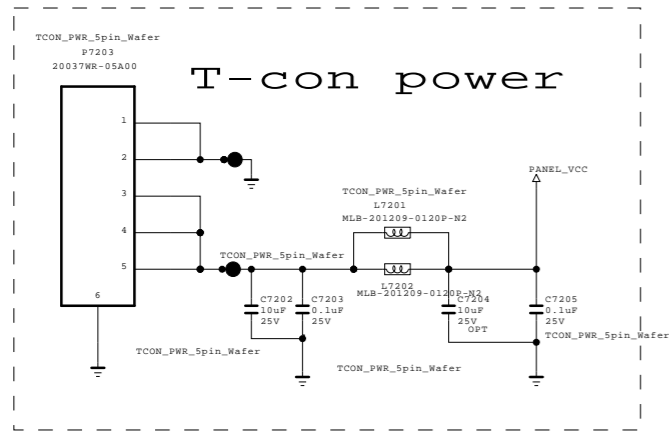 TCON_PWR_5pin_Wafer
P7203
20037WR-05A00
T-con power
1
2
3
4
5
6
PANEL_VCC
TCON_PWR_5pin_Wafer
L7201
MLB-201209-0120P-N2
TCON_PWR_5pin_Wafer
L7202
MLB-201209-0120P-N2
C7202
10uF
25V
C7203
0.1uF
25V
C7204
10uF
25V
OPT
C7205
0.1uF
25V
TCON_PWR_5pin_Wafer
TCON_PWR_5pin_Wafer
TCON_PWR_5pin_Wafer